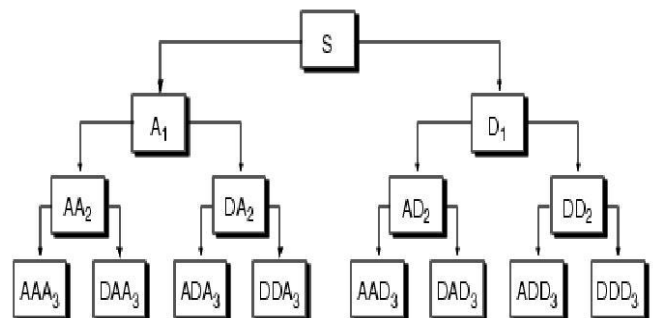 S
A₁ D₁
AA₂ DA₂ AD₂ DD₂
AAA₃ DAA₃ ADA₃ DDA₃ AAD₃ DAD₃ ADD₃ DDD₃